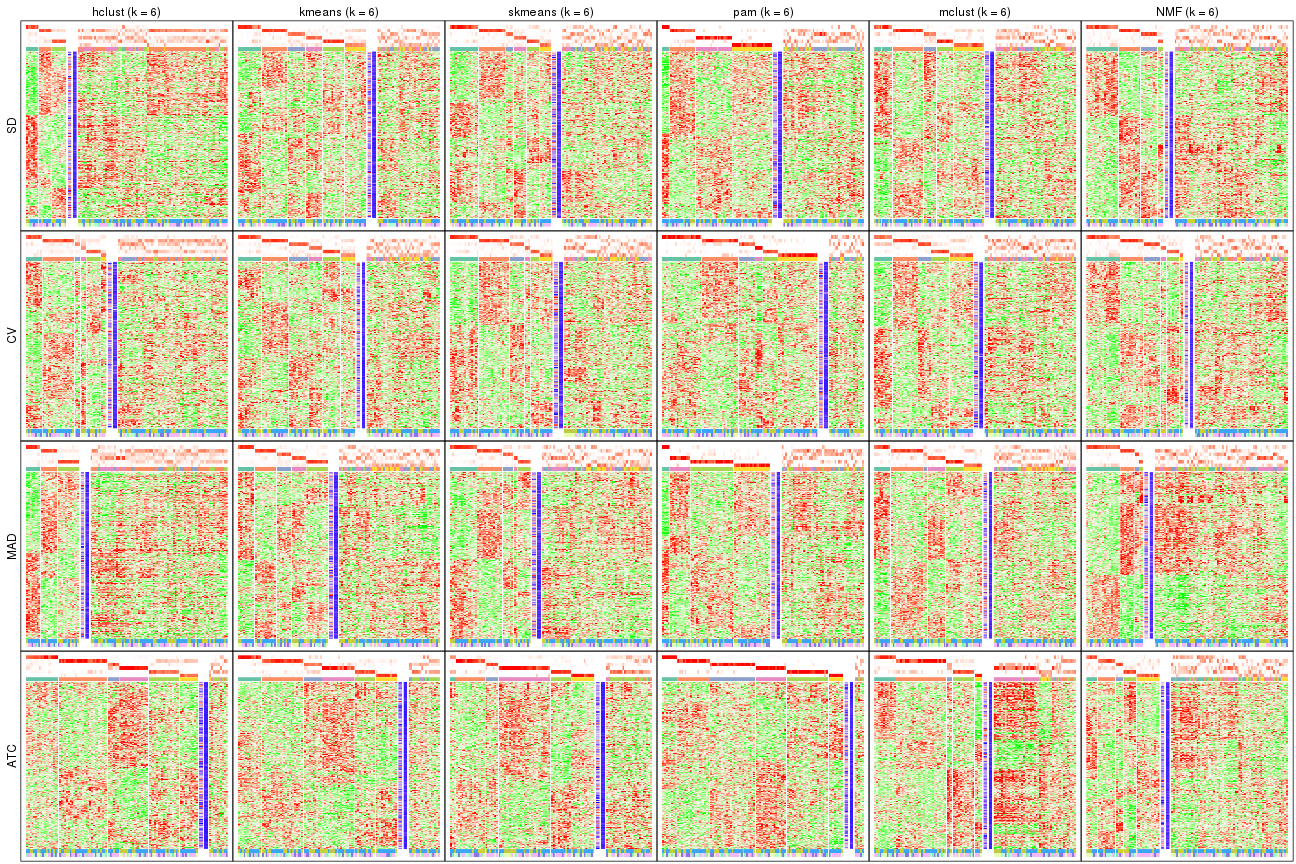 hclust (k = 6) kmeans (k = 6) skmeans (k = 6) pam (k = 6) mclust (k = 6) NMF (k = 6)
SD
CV
MAD
ATC